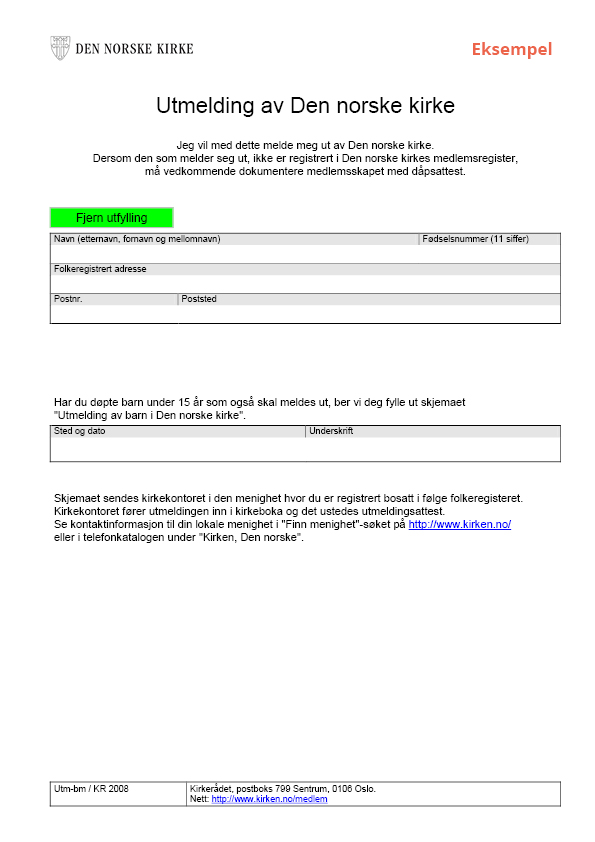 DEN NORSKE KIRKE
Eksempel
Utmelding av Den norske kirke
Jeg vil med dette melde meg ut av Den norske kirke.
Dersom den som melder seg ut, ikke er registrert i Den norske kirkes medlemsregister,
må vedkommende dokumentere medlemsskapet med dåpsattest.
Fjern utfylling
Navn (etternavn, fornavn og mellomnavn) Fødselsnummer (11 siffer)
Folkeregistrert adresse
Postnr. Poststed
Har du døpte barn under 15 år som også skal meldes ut, ber vi deg fylle ut skjemaet
"Utmelding av barn i Den norske kirke".
Sted og dato Underskrift
Skjemaet sendes kirkekontoret i den menighet hvor du er registrert bosatt i følge folkeregisteret.
Kirkekontoret fører utmeldingen inn i kirkeboka og det ustedes utmeldingsattest.
Se kontaktinformasjon til din lokale menighet i "Finn menighet"-søket på http://www.kirken.no/
eller i telefonkatalogen under "Kirken, Den norske".
Utm-bm / KR 2008 Kirkerådet, postboks 799 Sentrum, 0106 Oslo.
Nett: http://www.kirken.no/medlem